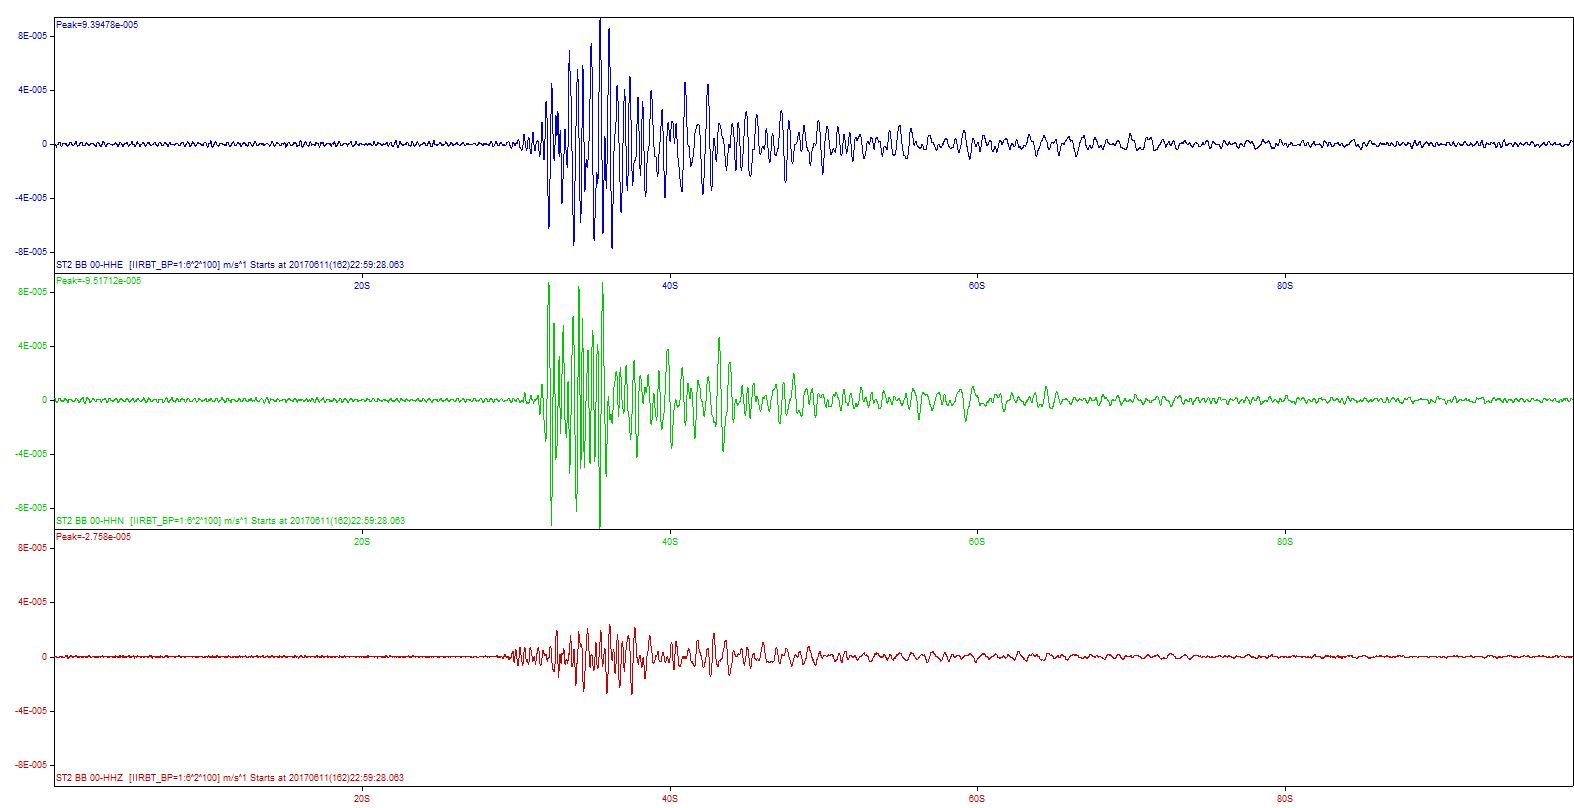 Peak=9.39478e-005
8E-005
4E-005
0
-4E-005
-8E-005
ST2 BB 00-HHE [IIRBT_BP=1:6^2^100] m/s^1 Starts at 20170611(162)22:59:28.063
20S 40S 60S 80S
Peak=-9.51712e-005
8E-005
4E-005
0
-4E-005
-8E-005
ST2 BB 00-HHN [IIRBT_BP=1:6^2^100] m/s^1 Starts at 20170611(162)22:59:28.063
20S 40S 60S 80S
Peak=-2.758e-005
8E-005
4E-005
0
-4E-005
-8E-005
ST2 BB 00-HHZ [IIRBT_BP=1:6^2^100] m/s^1 Starts at 20170611(162)22:59:28.063
20S 40S 60S 80S